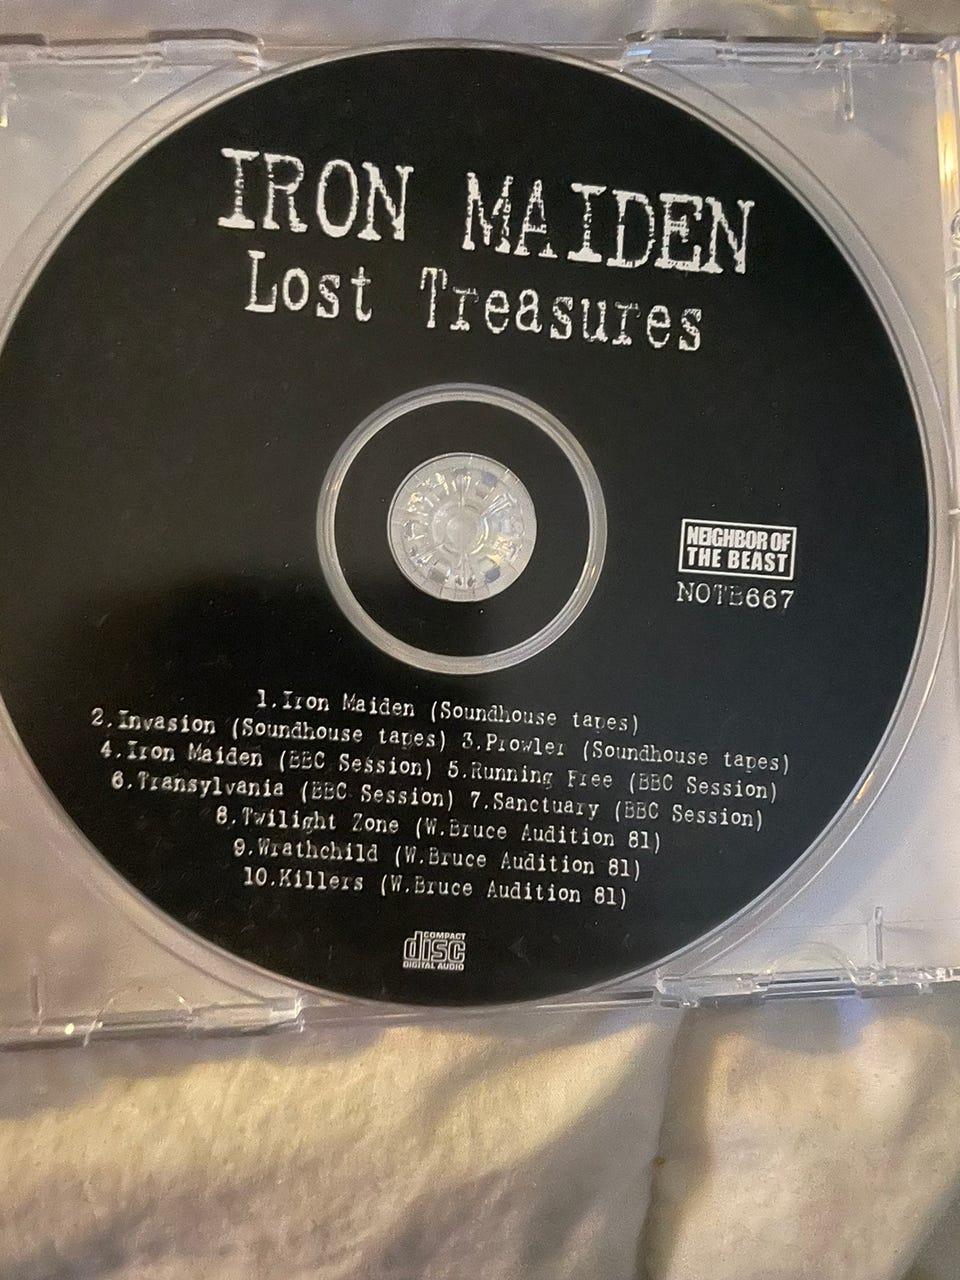 IRON MAIDEN
Lost Treasures
NEIGHBOR OF
THE BEAST
NOTB667
1.Iron Maiden (Soundhouse tapes)
2.Invasion (Soundhouse tapes) 3.Prowler (Soundhouse tapes)
4.Iron Maiden (BBC Session) 5.Running Free (BBC Session)
6.Transylvania (BBC Session) 7.Sanctuary (BBC Session)
8.Twilight Zone (W.Bruce Audition 81)
9.Wrathchild (W.Bruce Audition 81)
10.Killers (W.Bruce Audition 81)
COMPACT
disc
DIGITAL AUDIO